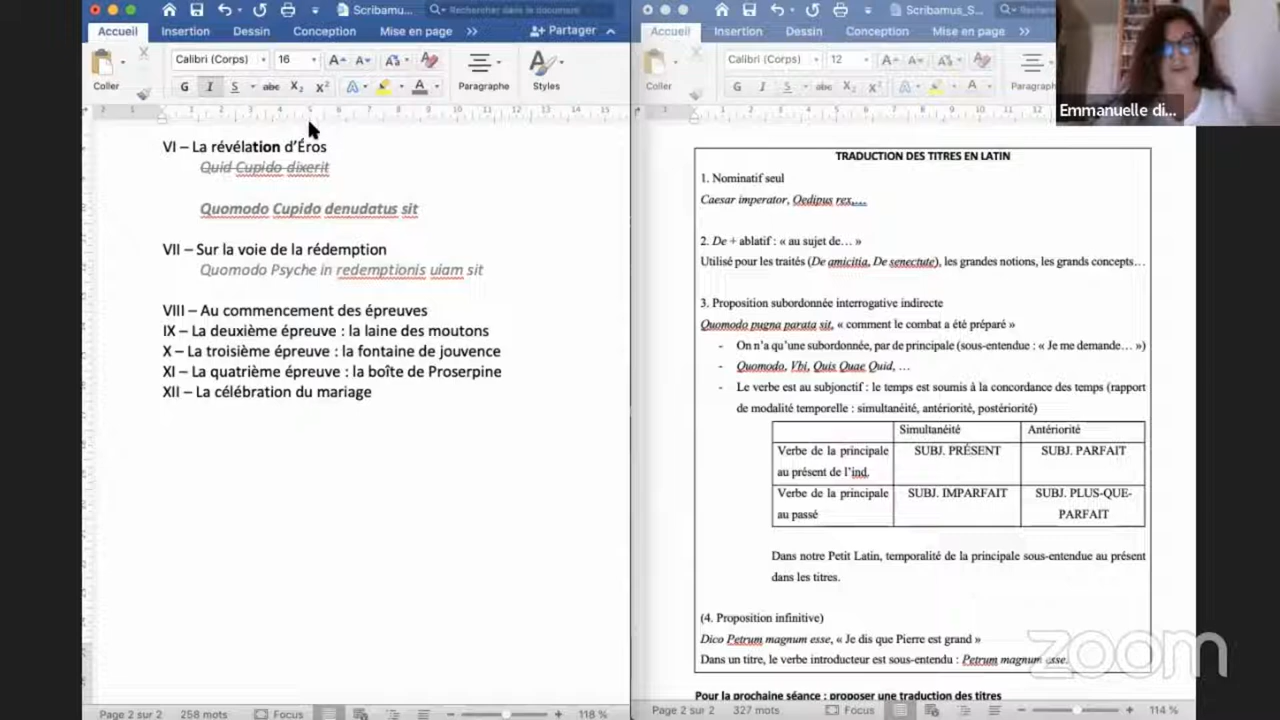 Scribamu...
Rechercher dans le document
Accueil
Insertion
Dessin
Conception
Mise en page
Partager
Coller
Calibri (Corps)
16
G I S abc X₂ X²
Paragraphe
Styles
VI – La révélation d'Éros
Quid Cupido dixerit
Quomodo Cupido denudatus sit
VII – Sur la voie de la rédemption
Quomodo Psyche in redemptionis uiam sit
VIII – Au commencement des épreuves
IX – La deuxième épreuve : la laine des moutons
X – La troisième épreuve : la fontaine de jouvence
XI – La quatrième épreuve : la boîte de Proserpine
XII – La célébration du mariage
Page 2 sur 2
258 mots
Focus
118 %
Scribamus_S...
Accueil
Insertion
Dessin
Conception
Mise en page
Coller
Calibri (Corps)
12
G I S abc X₂ X²
Emmanuelle di...
TRADUCTION DES TITRES EN LATIN
1. Nominatif seul
Caesar imperator, Oedipus rex,…
2. De + ablatif : « au sujet de… »
Utilisé pour les traités (De amicitia, De senectute), les grandes notions, les grands concepts…
3. Proposition subordonnée interrogative indirecte
Quomodo pugna parata sit, « comment le combat a été préparé »
- On n'a qu'une subordonnée, par de principale (sous-entendue : « Je me demande… »)
- Quomodo, Vbi, Quis Quae Quid, …
- Le verbe est au subjonctif : le temps est soumis à la concordance des temps (rapport
de modalité temporelle : simultanéité, antériorité, postériorité)
Simultanéité Antériorité
Verbe de la principale SUBJ. PRÉSENT SUBJ. PARFAIT
au présent de l'ind.
Verbe de la principale SUBJ. IMPARFAIT SUBJ. PLUS-QUE-
au passé PARFAIT
Dans notre Petit Latin, temporalité de la principale sous-entendue au présent
dans les titres.
(4. Proposition infinitive)
Dico Petrum magnum esse, « Je dis que Pierre est grand »
Dans un titre, le verbe introducteur est sous-entendu : Petrum magnum esse.
Pour la prochaine séance : proposer une traduction des titres
zoom
Page 2 sur 2
327 mots
Focus
114 %